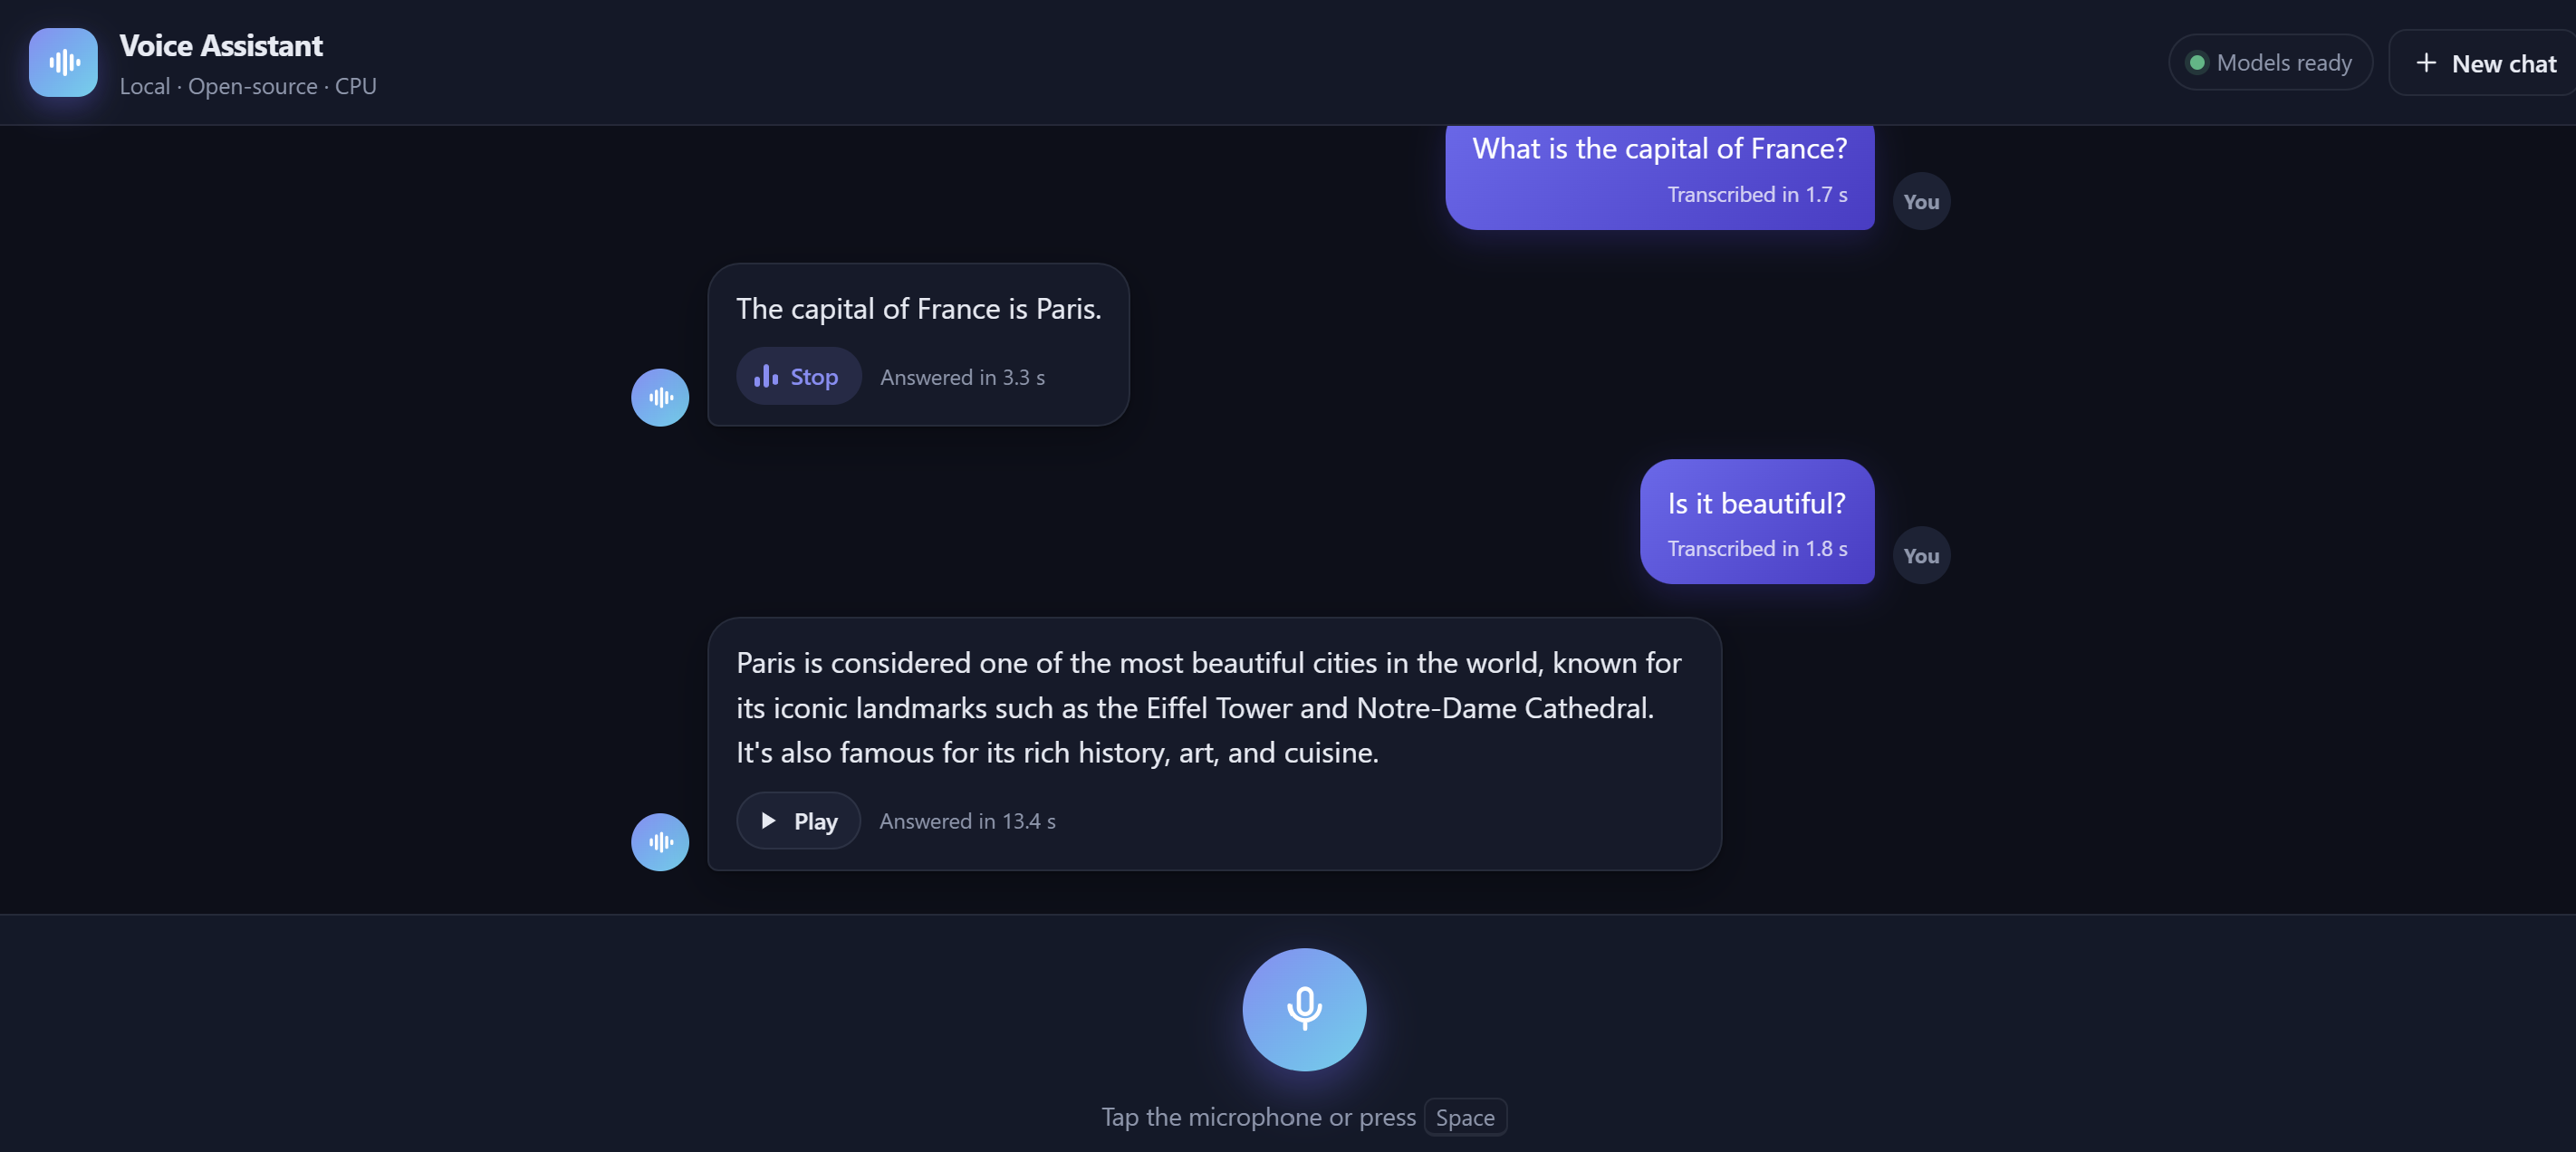 Voice Assistant
Local · Open-source · CPU
Models ready
+ New chat
What is the capital of France?
Transcribed in 1.7 s
You
The capital of France is Paris.
Stop
Answered in 3.3 s
Is it beautiful?
Transcribed in 1.8 s
You
Paris is considered one of the most beautiful cities in the world, known for
its iconic landmarks such as the Eiffel Tower and Notre-Dame Cathedral.
It's also famous for its rich history, art, and cuisine.
Play
Answered in 13.4 s
Tap the microphone or press Space